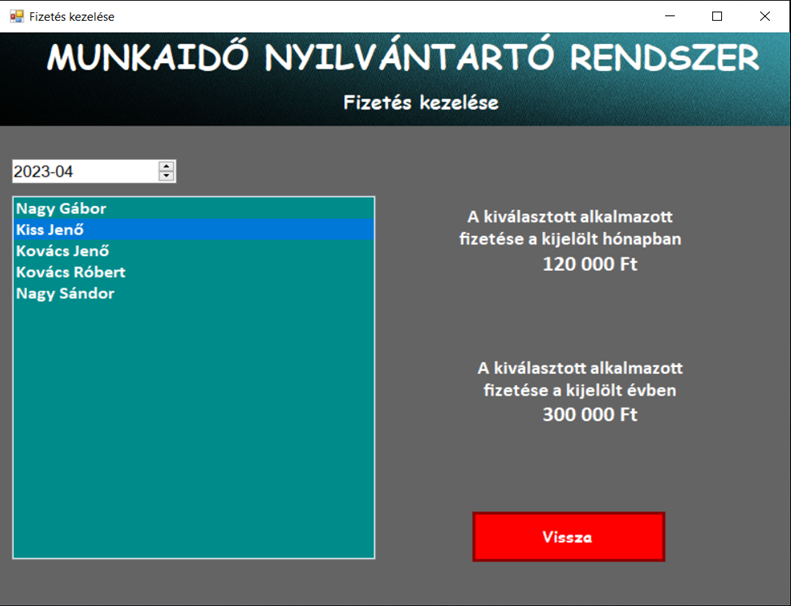 Fizetés kezelése
MUNKAIDŐ NYILVÁNTARTÓ RENDSZER
Fizetés kezelése
2023-04
Nagy Gábor
Kiss Jenő
Kovács Jenő
Kovács Róbert
Nagy Sándor
A kiválasztott alkalmazott
fizetése a kijelölt hónapban
120 000 Ft
A kiválasztott alkalmazott
fizetése a kijelölt évben
300 000 Ft
Vissza